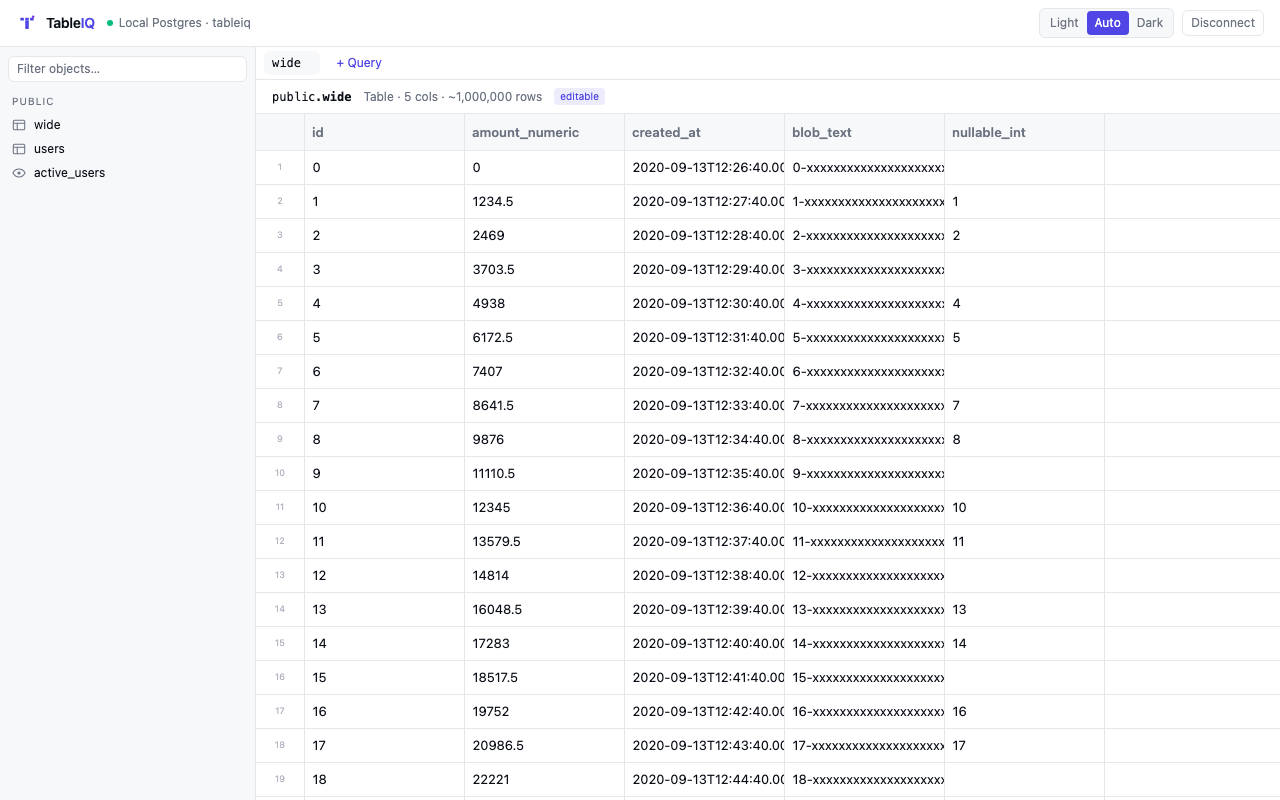 TableIQ Local Postgres · tableiq Light Auto Dark Disconnect
Filter objects...
PUBLIC
wide
users
active_users
wide + Query
public.wide Table · 5 cols · ~1,000,000 rows editable
id amount_numeric created_at blob_text nullable_int
1 0 0 2020-09-13T12:26:40.00 0-xxxxxxxxxxxxxxxxxxxxx
2 1 1234.5 2020-09-13T12:27:40.00 1-xxxxxxxxxxxxxxxxxxxxx 1
3 2 2469 2020-09-13T12:28:40.00 2-xxxxxxxxxxxxxxxxxxxxx 2
4 3 3703.5 2020-09-13T12:29:40.00 3-xxxxxxxxxxxxxxxxxxxxx
5 4 4938 2020-09-13T12:30:40.00 4-xxxxxxxxxxxxxxxxxxxxx 4
6 5 6172.5 2020-09-13T12:31:40.00 5-xxxxxxxxxxxxxxxxxxxxx 5
7 6 7407 2020-09-13T12:32:40.00 6-xxxxxxxxxxxxxxxxxxxxx
8 7 8641.5 2020-09-13T12:33:40.00 7-xxxxxxxxxxxxxxxxxxxxx 7
9 8 9876 2020-09-13T12:34:40.00 8-xxxxxxxxxxxxxxxxxxxxx 8
10 9 11110.5 2020-09-13T12:35:40.00 9-xxxxxxxxxxxxxxxxxxxxx
11 10 12345 2020-09-13T12:36:40.00 10-xxxxxxxxxxxxxxxxxxxx 10
12 11 13579.5 2020-09-13T12:37:40.00 11-xxxxxxxxxxxxxxxxxxxx 11
13 12 14814 2020-09-13T12:38:40.00 12-xxxxxxxxxxxxxxxxxxxx
14 13 16048.5 2020-09-13T12:39:40.00 13-xxxxxxxxxxxxxxxxxxxx 13
15 14 17283 2020-09-13T12:40:40.00 14-xxxxxxxxxxxxxxxxxxxx 14
16 15 18517.5 2020-09-13T12:41:40.00 15-xxxxxxxxxxxxxxxxxxxx
17 16 19752 2020-09-13T12:42:40.00 16-xxxxxxxxxxxxxxxxxxxx 16
18 17 20986.5 2020-09-13T12:43:40.00 17-xxxxxxxxxxxxxxxxxxxx 17
19 18 22221 2020-09-13T12:44:40.00 18-xxxxxxxxxxxxxxxxxxxx